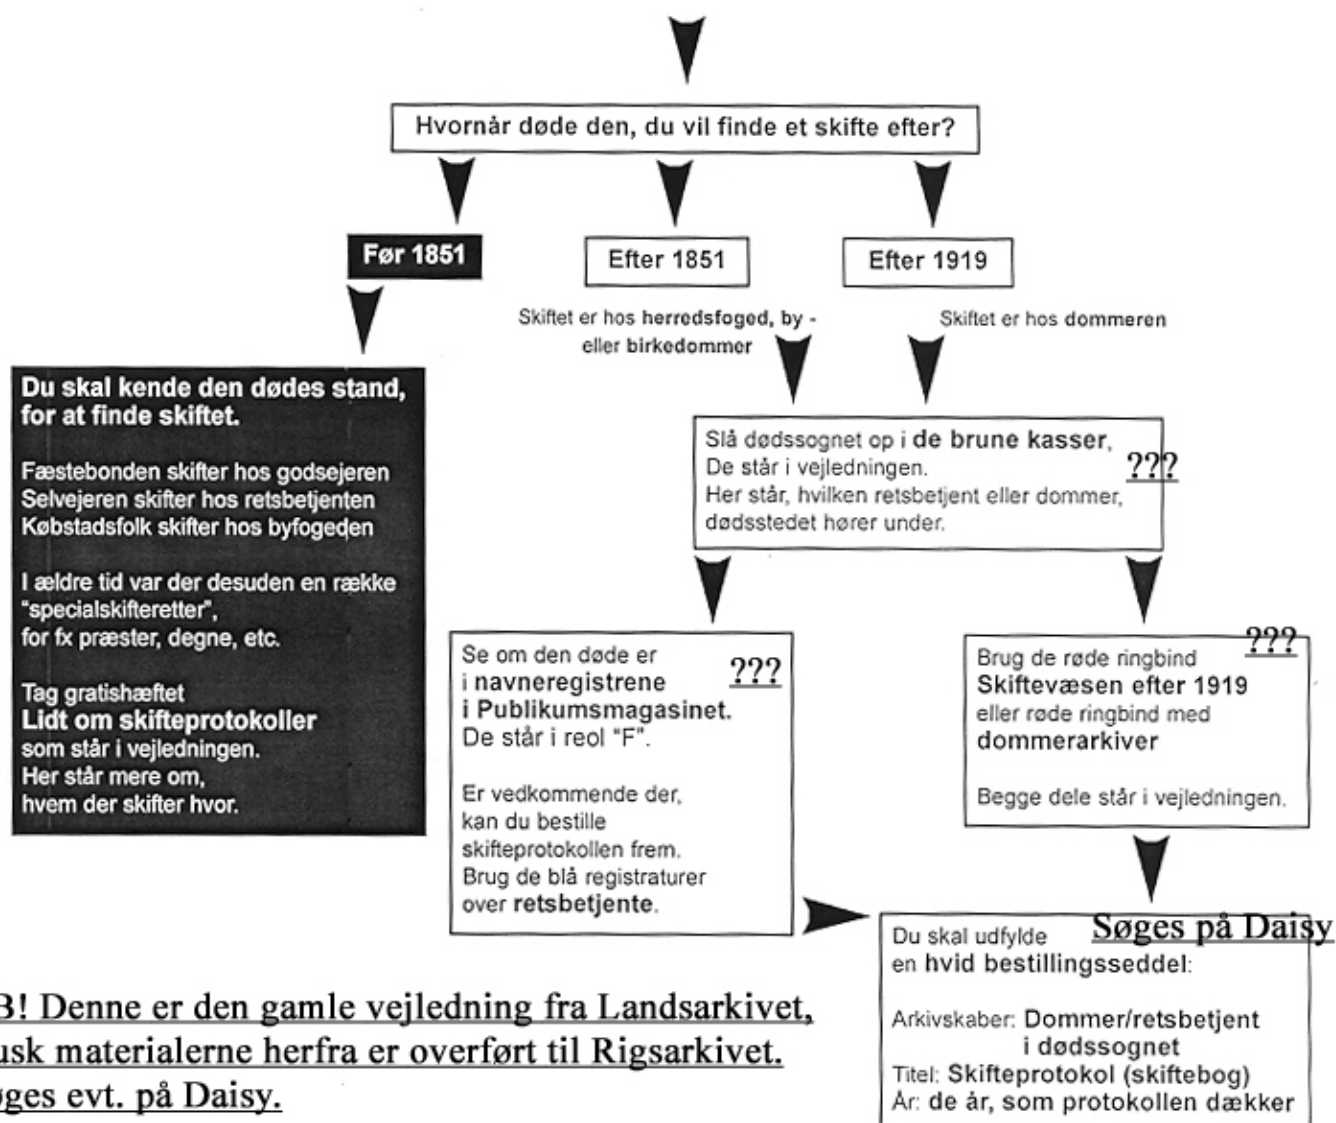 Hvornår døde den, du vil finde et skifte efter?
Før 1851
Efter 1851
Efter 1919
Skiftet er hos herredsfoged, by -
eller birkedommer
Skiftet er hos dommeren
Du skal kende den dødes stand,
for at finde skiftet.
Fæstebonden skifter hos godsejeren
Selvejeren skifter hos retsbetjenten
Købstadsfolk skifter hos byfogeden
I ældre tid var der desuden en række
"specialskifteretter",
for fx præster, degne, etc.
Tag gratishæftet
Lidt om skifteprotokoller
som står i vejledningen.
Her står mere om,
hvem der skifter hvor.
Slå dødssognet op i de brune kasser,
De står i vejledningen.
???
Her står, hvilken retsbetjent eller dommer,
dødsstedet hører under.
Se om den døde er
i navneregistrene
???
i Publikumsmagasinet.
De står i reol "F".
Er vedkommende der,
kan du bestille
skifteprotokollen frem.
Brug de blå registraturer
over retsbetjente.
???
Brug de røde ringbind
Skiftevæsen efter 1919
eller røde ringbind med
dommerarkiver
Begge dele står i vejledningen.
Søges på Daisy
Du skal udfylde
en hvid bestillingsseddel:
Arkivskaber: Dommer/retsbetjent
i dødssognet
Titel: Skifteprotokol (skiftebog)
År: de år, som protokollen dækker
B! Denne er den gamle vejledning fra Landsarkivet,
usk materialerne herfra er overført til Rigsarkivet.
øges evt. på Daisy.